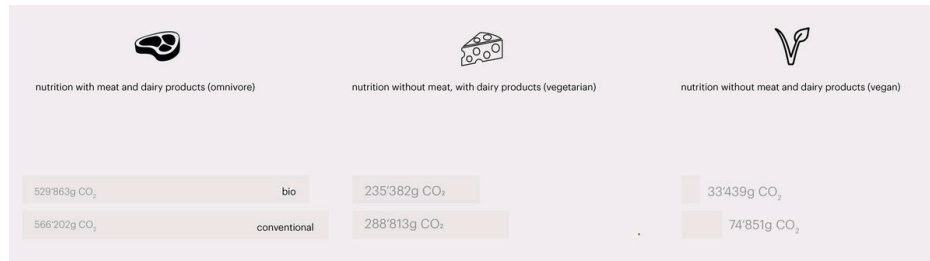 nutrition with meat and dairy products (omnivore)
nutrition without meat, with dairy products (vegetarian)
nutrition without meat and dairy products (vegan)
529'863g CO₂ bio
566'202g CO₂ conventional
235'382g CO₂
288'813g CO₂
33'439g CO₂
74'851g CO₂